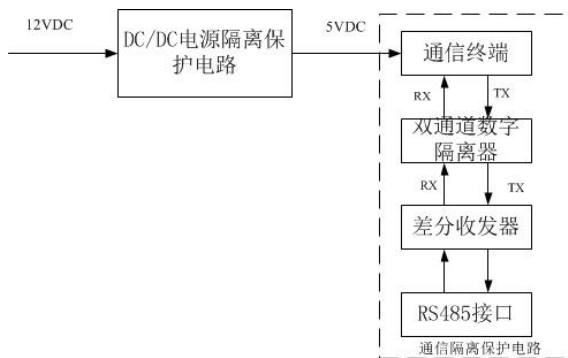 12VDC
DC/DC电源隔离保
护电路
5VDC
通信终端
RX
TX
双通道数字
隔离器
RX
TX
差分收发器
RS485接口
通信隔离保护电路